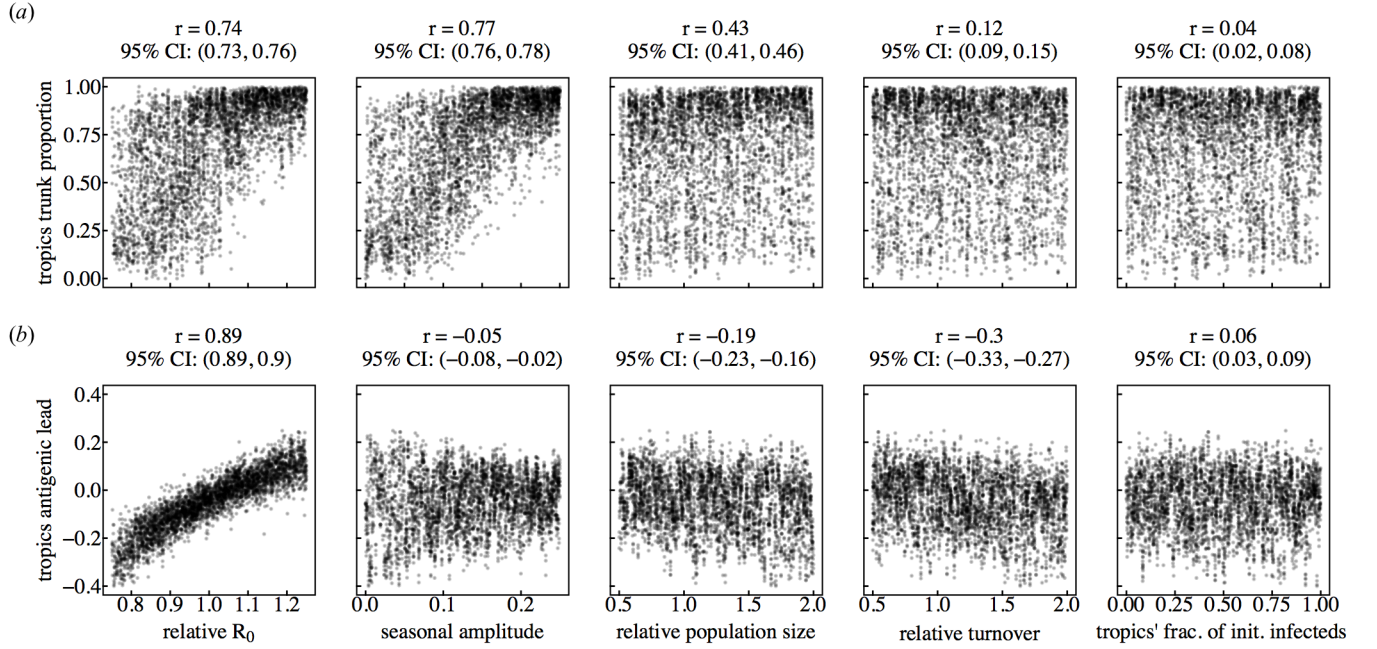 (a)
r = 0.74
95% CI: (0.73, 0.76)
r = 0.77
95% CI: (0.76, 0.78)
r = 0.43
95% CI: (0.41, 0.46)
r = 0.12
95% CI: (0.09, 0.15)
r = 0.04
95% CI: (0.02, 0.08)
tropics trunk proportion
1.00
0.75
0.50
0.25
0.00
(b)
r = 0.89
95% CI: (0.89, 0.9)
r = −0.05
95% CI: (−0.08, −0.02)
r = −0.19
95% CI: (−0.23, −0.16)
r = −0.3
95% CI: (−0.33, −0.27)
r = 0.06
95% CI: (0.03, 0.09)
tropics antigenic lead
0.4
0.2
0.0
−0.2
−0.4
0.8 0.9 1.0 1.1 1.2
relative R₀
0.0 0.1 0.2
seasonal amplitude
0.5 1.0 1.5 2.0
relative population size
0.5 1.0 1.5 2.0
relative turnover
0.00 0.25 0.50 0.75 1.00
tropics' frac. of init. infecteds